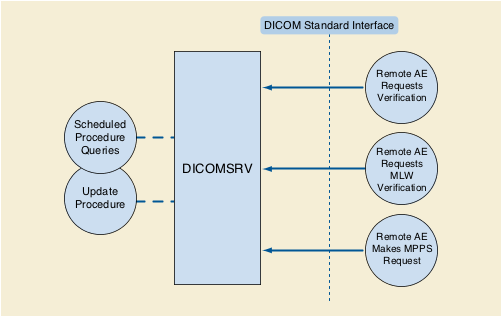 DICOM Standard Interface
Remote AE
Requests
Verification
Scheduled
Procedure
Queries
Update
Procedure
DICOMSRV
Remote AE
Requests
MLW
Verification
Remote AE
Makes MPPS
Request